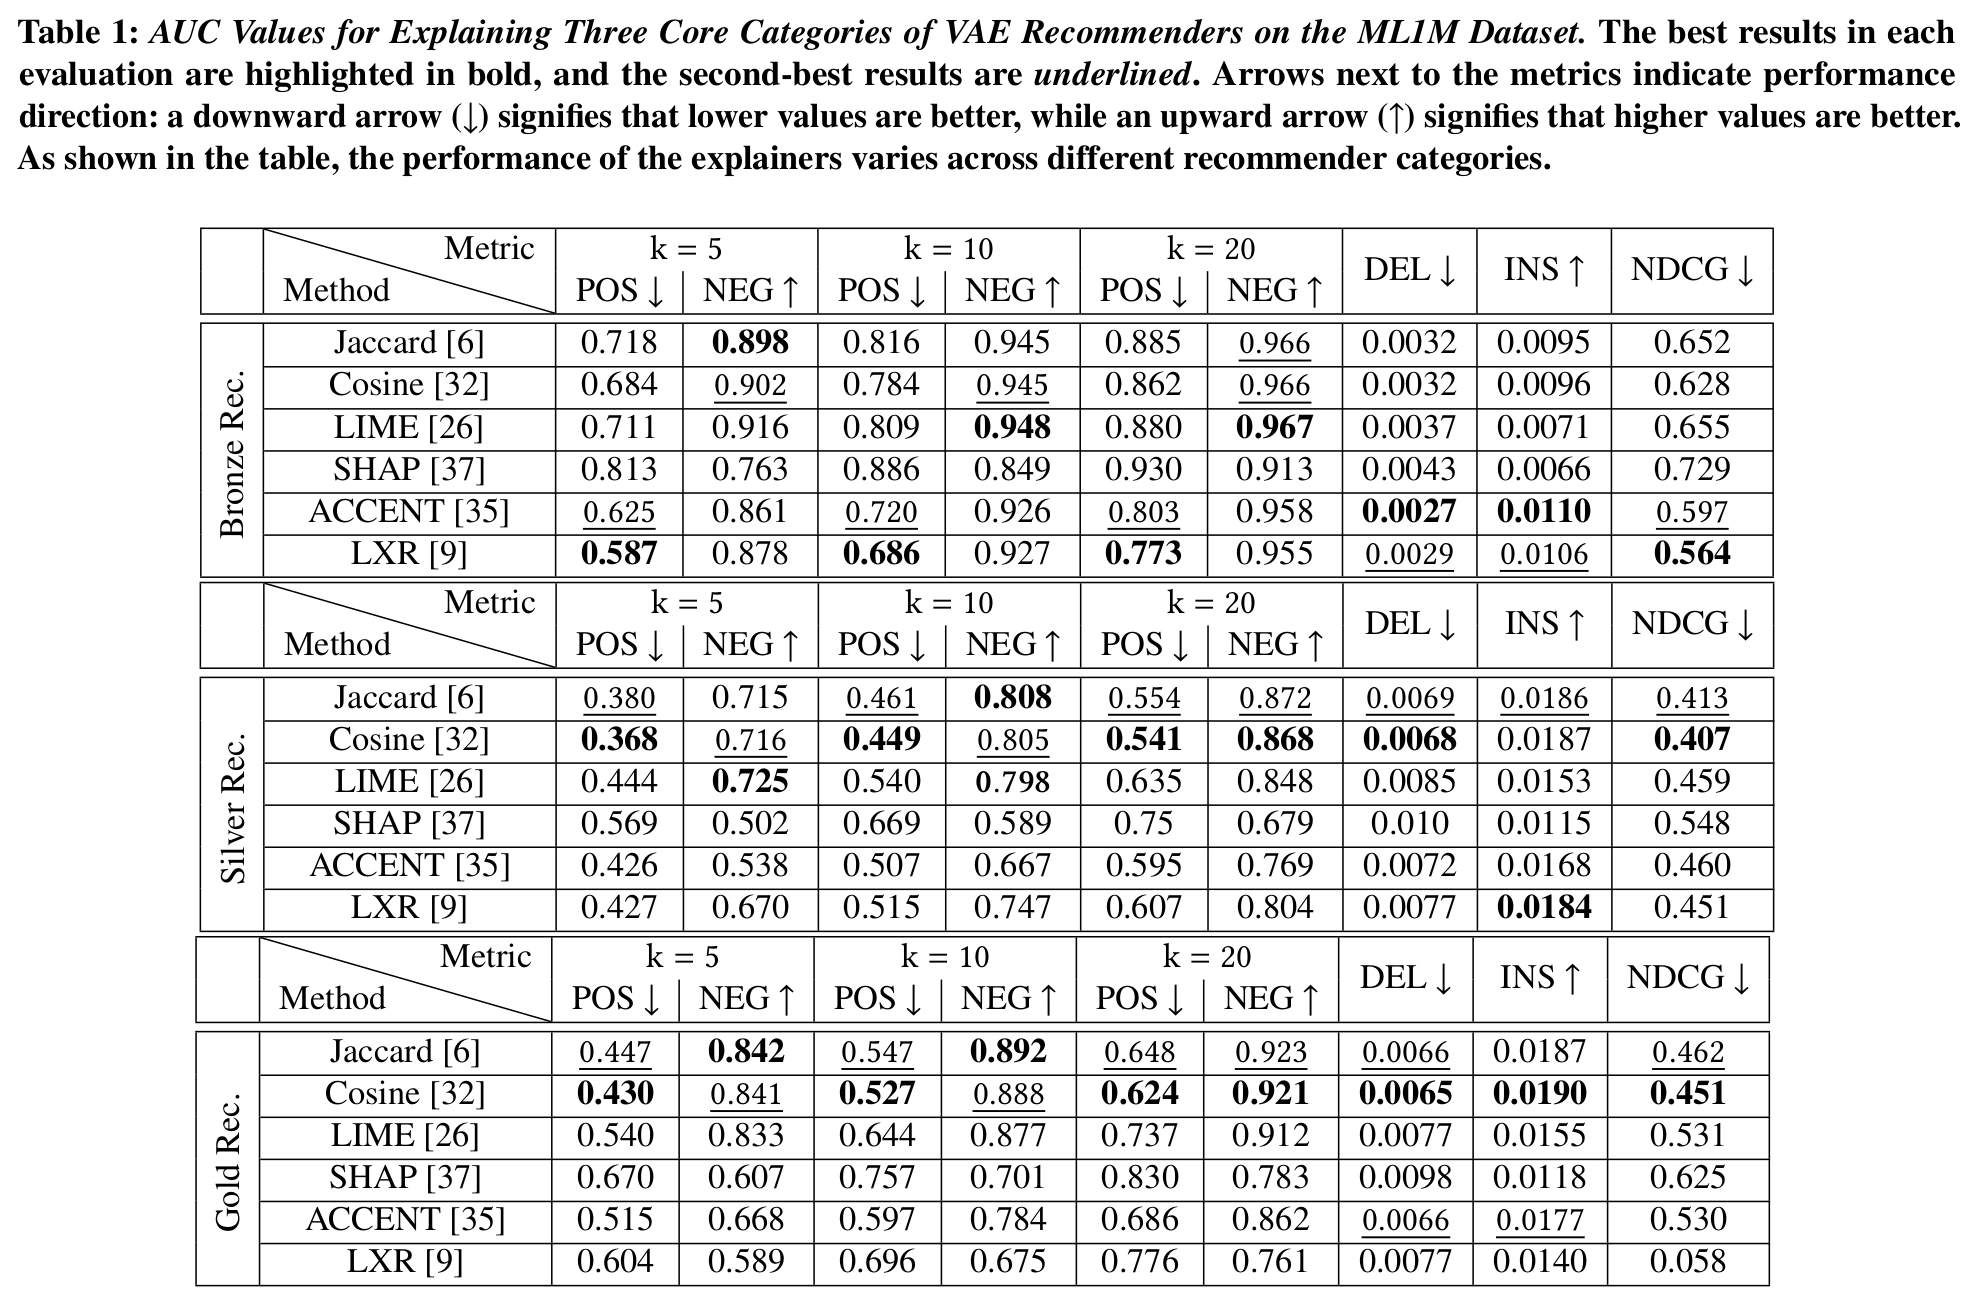 Table 1: AUC Values for Explaining Three Core Categories of VAE Recommenders on the ML1M Dataset. The best results in each
evaluation are highlighted in bold, and the second-best results are underlined. Arrows next to the metrics indicate performance
direction: a downward arrow (↓) signifies that lower values are better, while an upward arrow (↑) signifies that higher values are better.
As shown in the table, the performance of the explainers varies across different recommender categories.
Metric k = 5 k = 10 k = 20 DEL ↓ INS ↑ NDCG ↓
Method POS ↓ NEG ↑ POS ↓ NEG ↑ POS ↓ NEG ↑
Bronze Rec.
Jaccard [6] 0.718 0.898 0.816 0.945 0.885 0.966 0.0032 0.0095 0.652
Cosine [32] 0.684 0.902 0.784 0.945 0.862 0.966 0.0032 0.0096 0.628
LIME [26] 0.711 0.916 0.809 0.948 0.880 0.967 0.0037 0.0071 0.655
SHAP [37] 0.813 0.763 0.886 0.849 0.930 0.913 0.0043 0.0066 0.729
ACCENT [35] 0.625 0.861 0.720 0.926 0.803 0.958 0.0027 0.0110 0.597
LXR [9] 0.587 0.878 0.686 0.927 0.773 0.955 0.0029 0.0106 0.564
Metric k = 5 k = 10 k = 20 DEL ↓ INS ↑ NDCG ↓
Method POS ↓ NEG ↑ POS ↓ NEG ↑ POS ↓ NEG ↑
Silver Rec.
Jaccard [6] 0.380 0.715 0.461 0.808 0.554 0.872 0.0069 0.0186 0.413
Cosine [32] 0.368 0.716 0.449 0.805 0.541 0.868 0.0068 0.0187 0.407
LIME [26] 0.444 0.725 0.540 0.798 0.635 0.848 0.0085 0.0153 0.459
SHAP [37] 0.569 0.502 0.669 0.589 0.75 0.679 0.010 0.0115 0.548
ACCENT [35] 0.426 0.538 0.507 0.667 0.595 0.769 0.0072 0.0168 0.460
LXR [9] 0.427 0.670 0.515 0.747 0.607 0.804 0.0077 0.0184 0.451
Metric k = 5 k = 10 k = 20 DEL ↓ INS ↑ NDCG ↓
Method POS ↓ NEG ↑ POS ↓ NEG ↑ POS ↓ NEG ↑
Gold Rec.
Jaccard [6] 0.447 0.842 0.547 0.892 0.648 0.923 0.0066 0.0187 0.462
Cosine [32] 0.430 0.841 0.527 0.888 0.624 0.921 0.0065 0.0190 0.451
LIME [26] 0.540 0.833 0.644 0.877 0.737 0.912 0.0077 0.0155 0.531
SHAP [37] 0.670 0.607 0.757 0.701 0.830 0.783 0.0098 0.0118 0.625
ACCENT [35] 0.515 0.668 0.597 0.784 0.686 0.862 0.0066 0.0177 0.530
LXR [9] 0.604 0.589 0.696 0.675 0.776 0.761 0.0077 0.0140 0.058